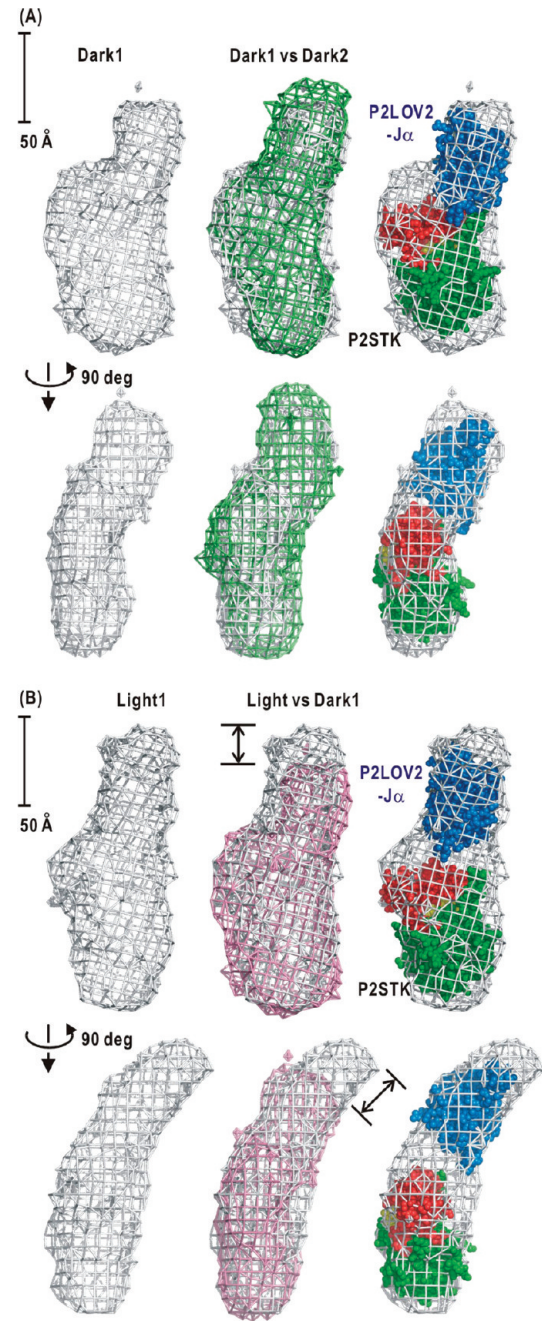 (A)
Dark1
Dark1 vs Dark2
P2LOV2
-Jα
50 Å
P2STK
90 deg
(B)
Light1
Light vs Dark1
P2LOV2
-Jα
50 Å
P2STK
90 deg